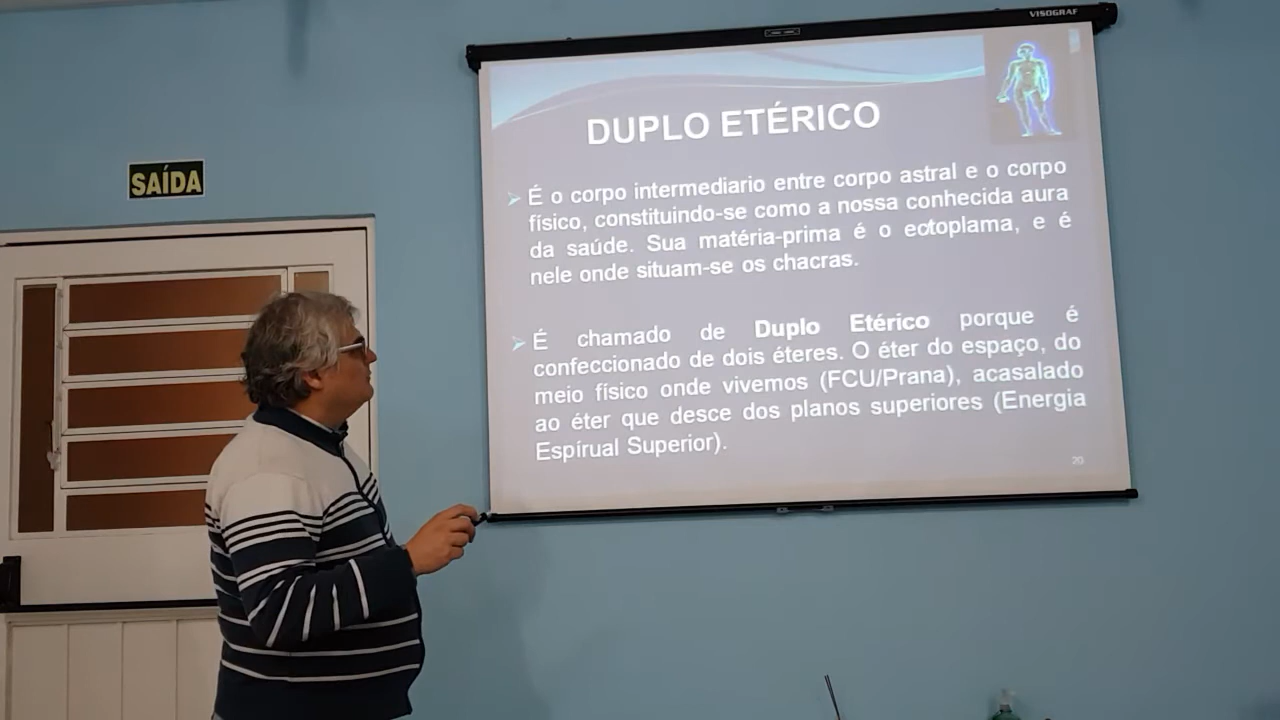 VISOGRAF
DUPLO ETÉRICO
SAÍDA
É o corpo intermediario entre corpo astral e o corpo
físico, constituindo-se como a nossa conhecida aura
da saúde. Sua matéria-prima é o ectoplama, e é
nele onde situam-se os chacras.
É chamado de Duplo Etérico porque é
confeccionado de dois éteres. O éter do espaço, do
meio físico onde vivemos (FCU/Prana), acasalado
ao éter que desce dos planos superiores (Energia
Espírual Superior).
20